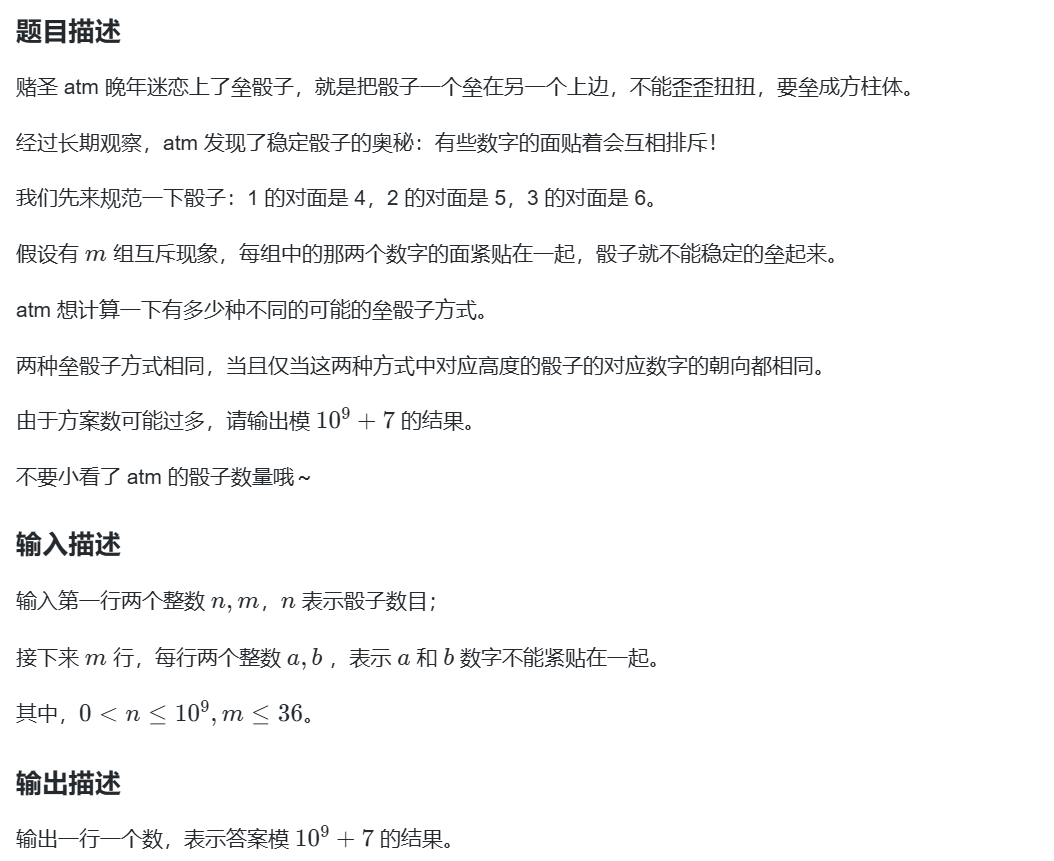 题目描述
赌圣 atm 晚年迷恋上了垒骰子，就是把骰子一个垒在另一个上边，不能歪歪扭扭，要垒成方柱体。
经过长期观察，atm 发现了稳定骰子的奥秘：有些数字的面贴着会互相排斥！
我们先来规范一下骰子：1 的对面是 4，2 的对面是 5，3 的对面是 6。
假设有 m 组互斥现象，每组中的那两个数字的面紧贴在一起，骰子就不能稳定的垒起来。
atm 想计算一下有多少种不同的可能的垒骰子方式。
两种垒骰子方式相同，当且仅当这两种方式中对应高度的骰子的对应数字的朝向都相同。
由于方案数可能过多，请输出模 10^9 + 7 的结果。
不要小看了 atm 的骰子数量哦～
输入描述
输入第一行两个整数 n, m，n 表示骰子数目；
接下来 m 行，每行两个整数 a, b ，表示 a 和 b 数字不能紧贴在一起。
其中，0 < n ≤ 10^9, m ≤ 36。
输出描述
输出一行一个数，表示答案模 10^9 + 7 的结果。